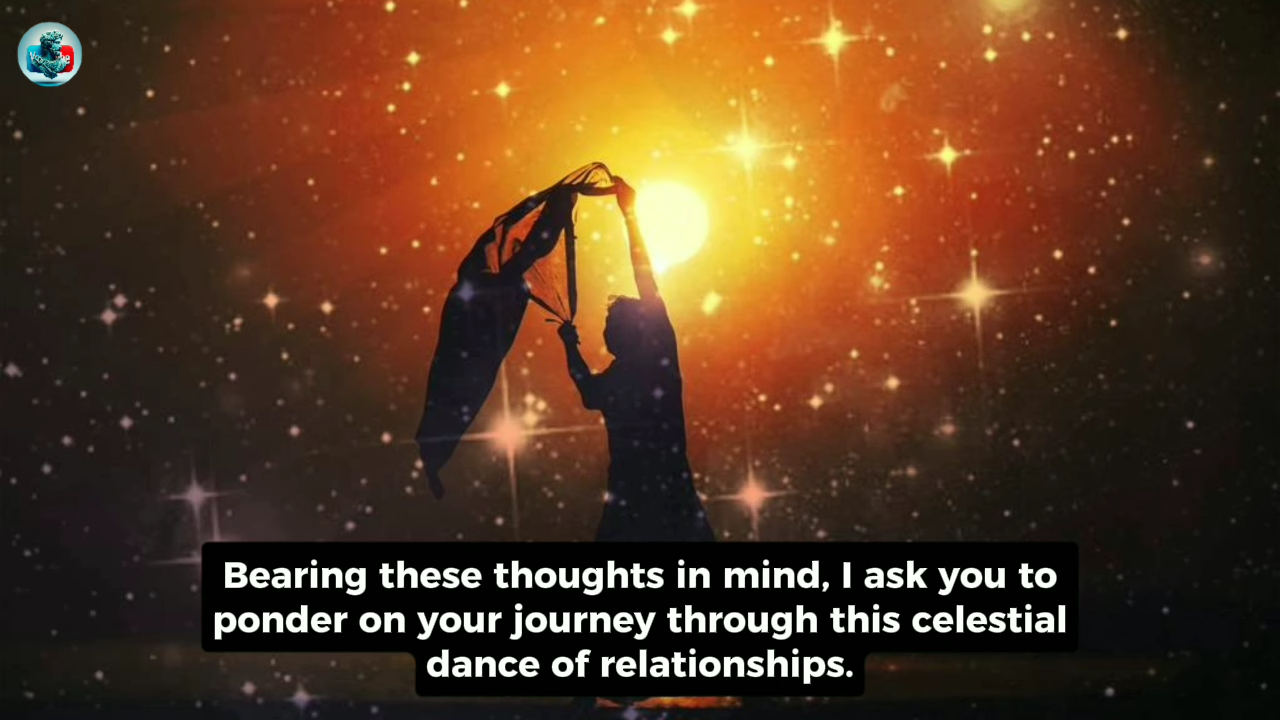 Bearing these thoughts in mind, I ask you to
ponder on your journey through this celestial
dance of relationships.